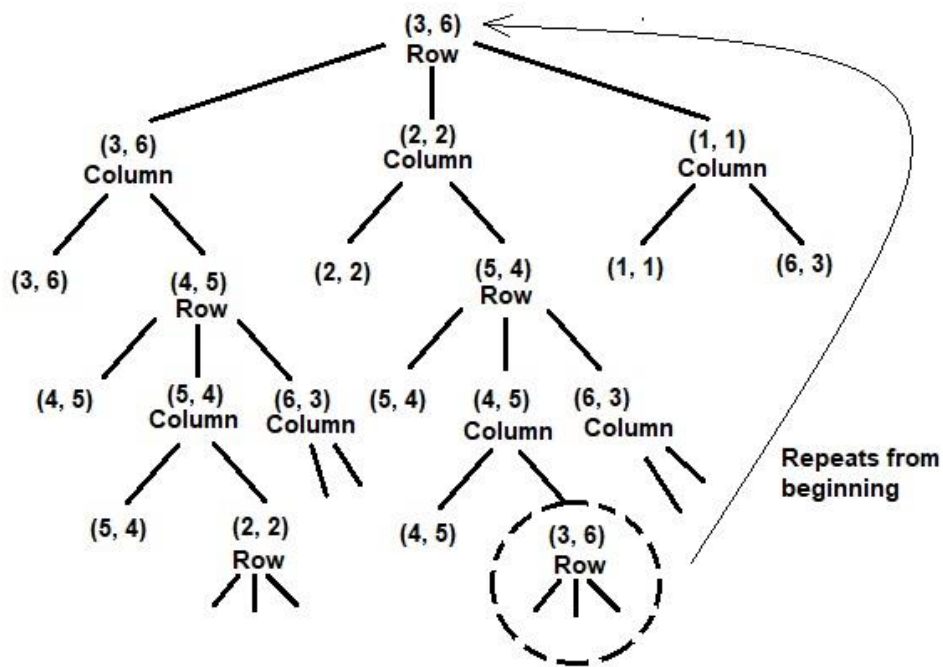 (3, 6)
Row
(3, 6)
Column
(2, 2)
Column
(1, 1)
Column
(3, 6)
(4, 5)
Row
(2, 2)
(5, 4)
Row
(1, 1)
(6, 3)
(4, 5)
(5, 4)
Column
(6, 3)
Column
(5, 4)
(4, 5)
Column
(6, 3)
Column
Repeats from
beginning
(5, 4)
(2, 2)
Row
(4, 5)
(3, 6)
Row